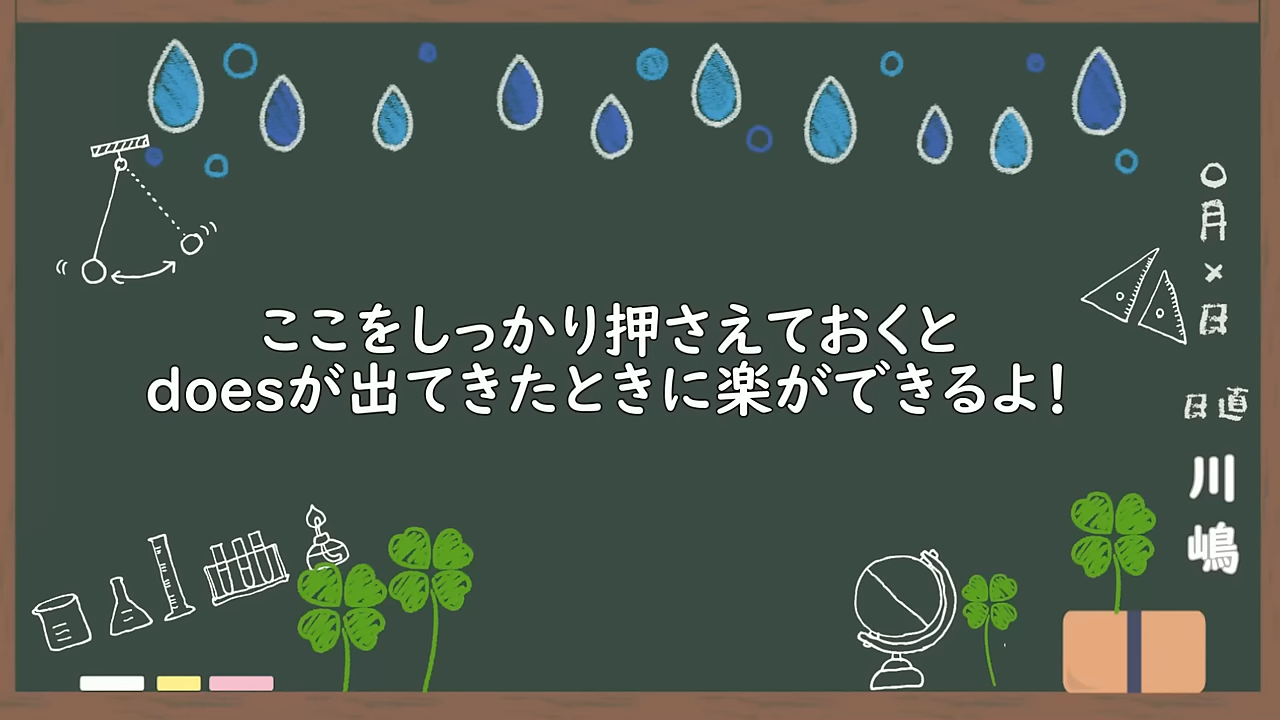 ここをしっかり押さえておくと
doesが出てきたときに楽ができるよ!
○月×日
日直
川嶋